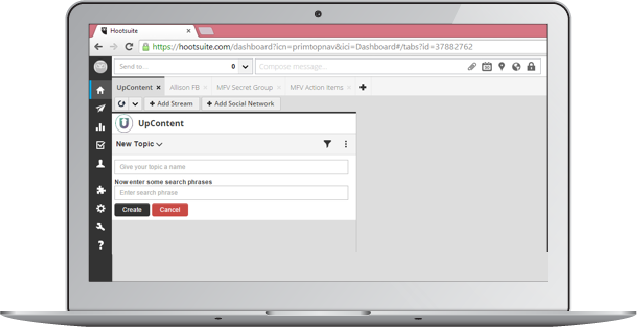 Hootsuite
https://hootsuite.com/dashboard?icn=primtopnav&ici=Dashboard#/tabs?id=37882762
Send to... 0 Compose message...
UpContent Allison FB MFV Secret Group MFV Action Items
Add Stream Add Social Network
UpContent
New Topic
Give your topic a name
Now enter some search phrases
Enter search phrase
Create Cancel